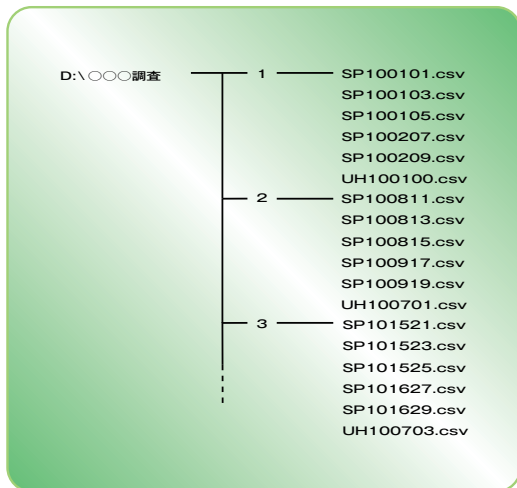 D:\○○○調査 1 SP100101.csv
SP100103.csv
SP100105.csv
SP100207.csv
SP100209.csv
UH100100.csv
2 SP100811.csv
SP100813.csv
SP100815.csv
SP100917.csv
SP100919.csv
UH100701.csv
3 SP101521.csv
SP101523.csv
SP101525.csv
SP101627.csv
SP101629.csv
UH100703.csv